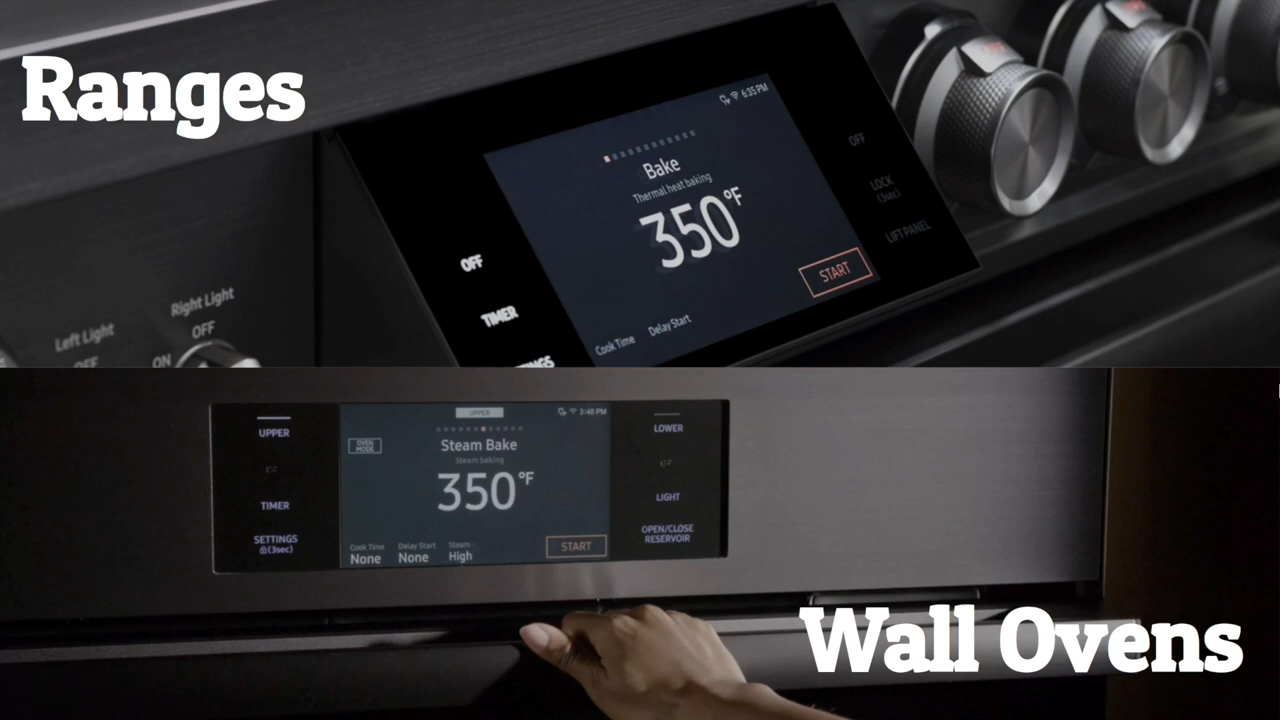 Ranges
6:35 PM
Bake
Thermal heat baking
350°F
START
Cook Time
Delay Start
OFF
TIMER
OFF
LOCK
(3sec)
LIFT PANEL
Left Light
OFF
Right Light
OFF
ON
UPPER
TIMER
SETTINGS
(3sec)
UPPER
3:48 PM
OVEN
MODE
Steam Bake
Steam baking
350°F
Cook Time
None
Delay Start
None
Steam
High
START
LOWER
LIGHT
OPEN/CLOSE
RESERVOIR
Wall Ovens